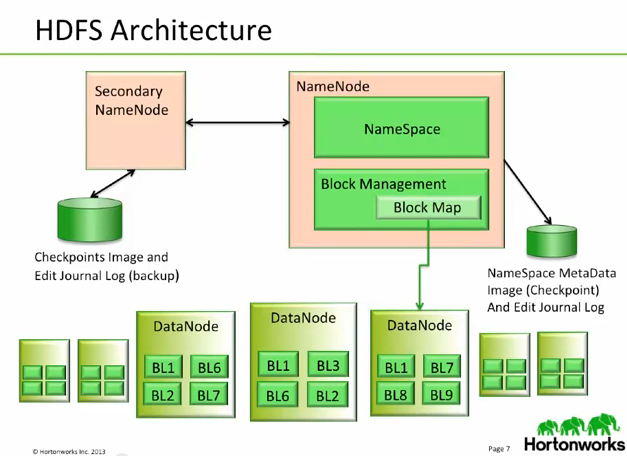 HDFS Architecture
Secondary
NameNode
NameNode
NameSpace
Block Management
Block Map
Checkpoints Image and
Edit Journal Log (backup)
NameSpace MetaData
Image (Checkpoint)
And Edit Journal Log
DataNode
BL1 BL6
BL2 BL7
DataNode
BL1 BL3
BL6 BL2
DataNode
BL1 BL7
BL8 BL9
© Hortonworks Inc. 2013
Page 7
Hortonworks